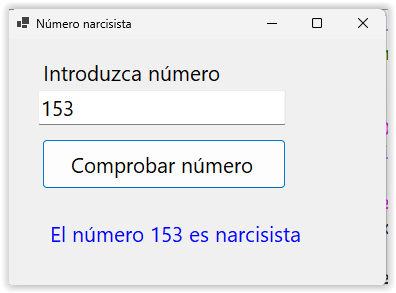 Número narcisista
Introduzca número
153
Comprobar número
El número 153 es narcisista